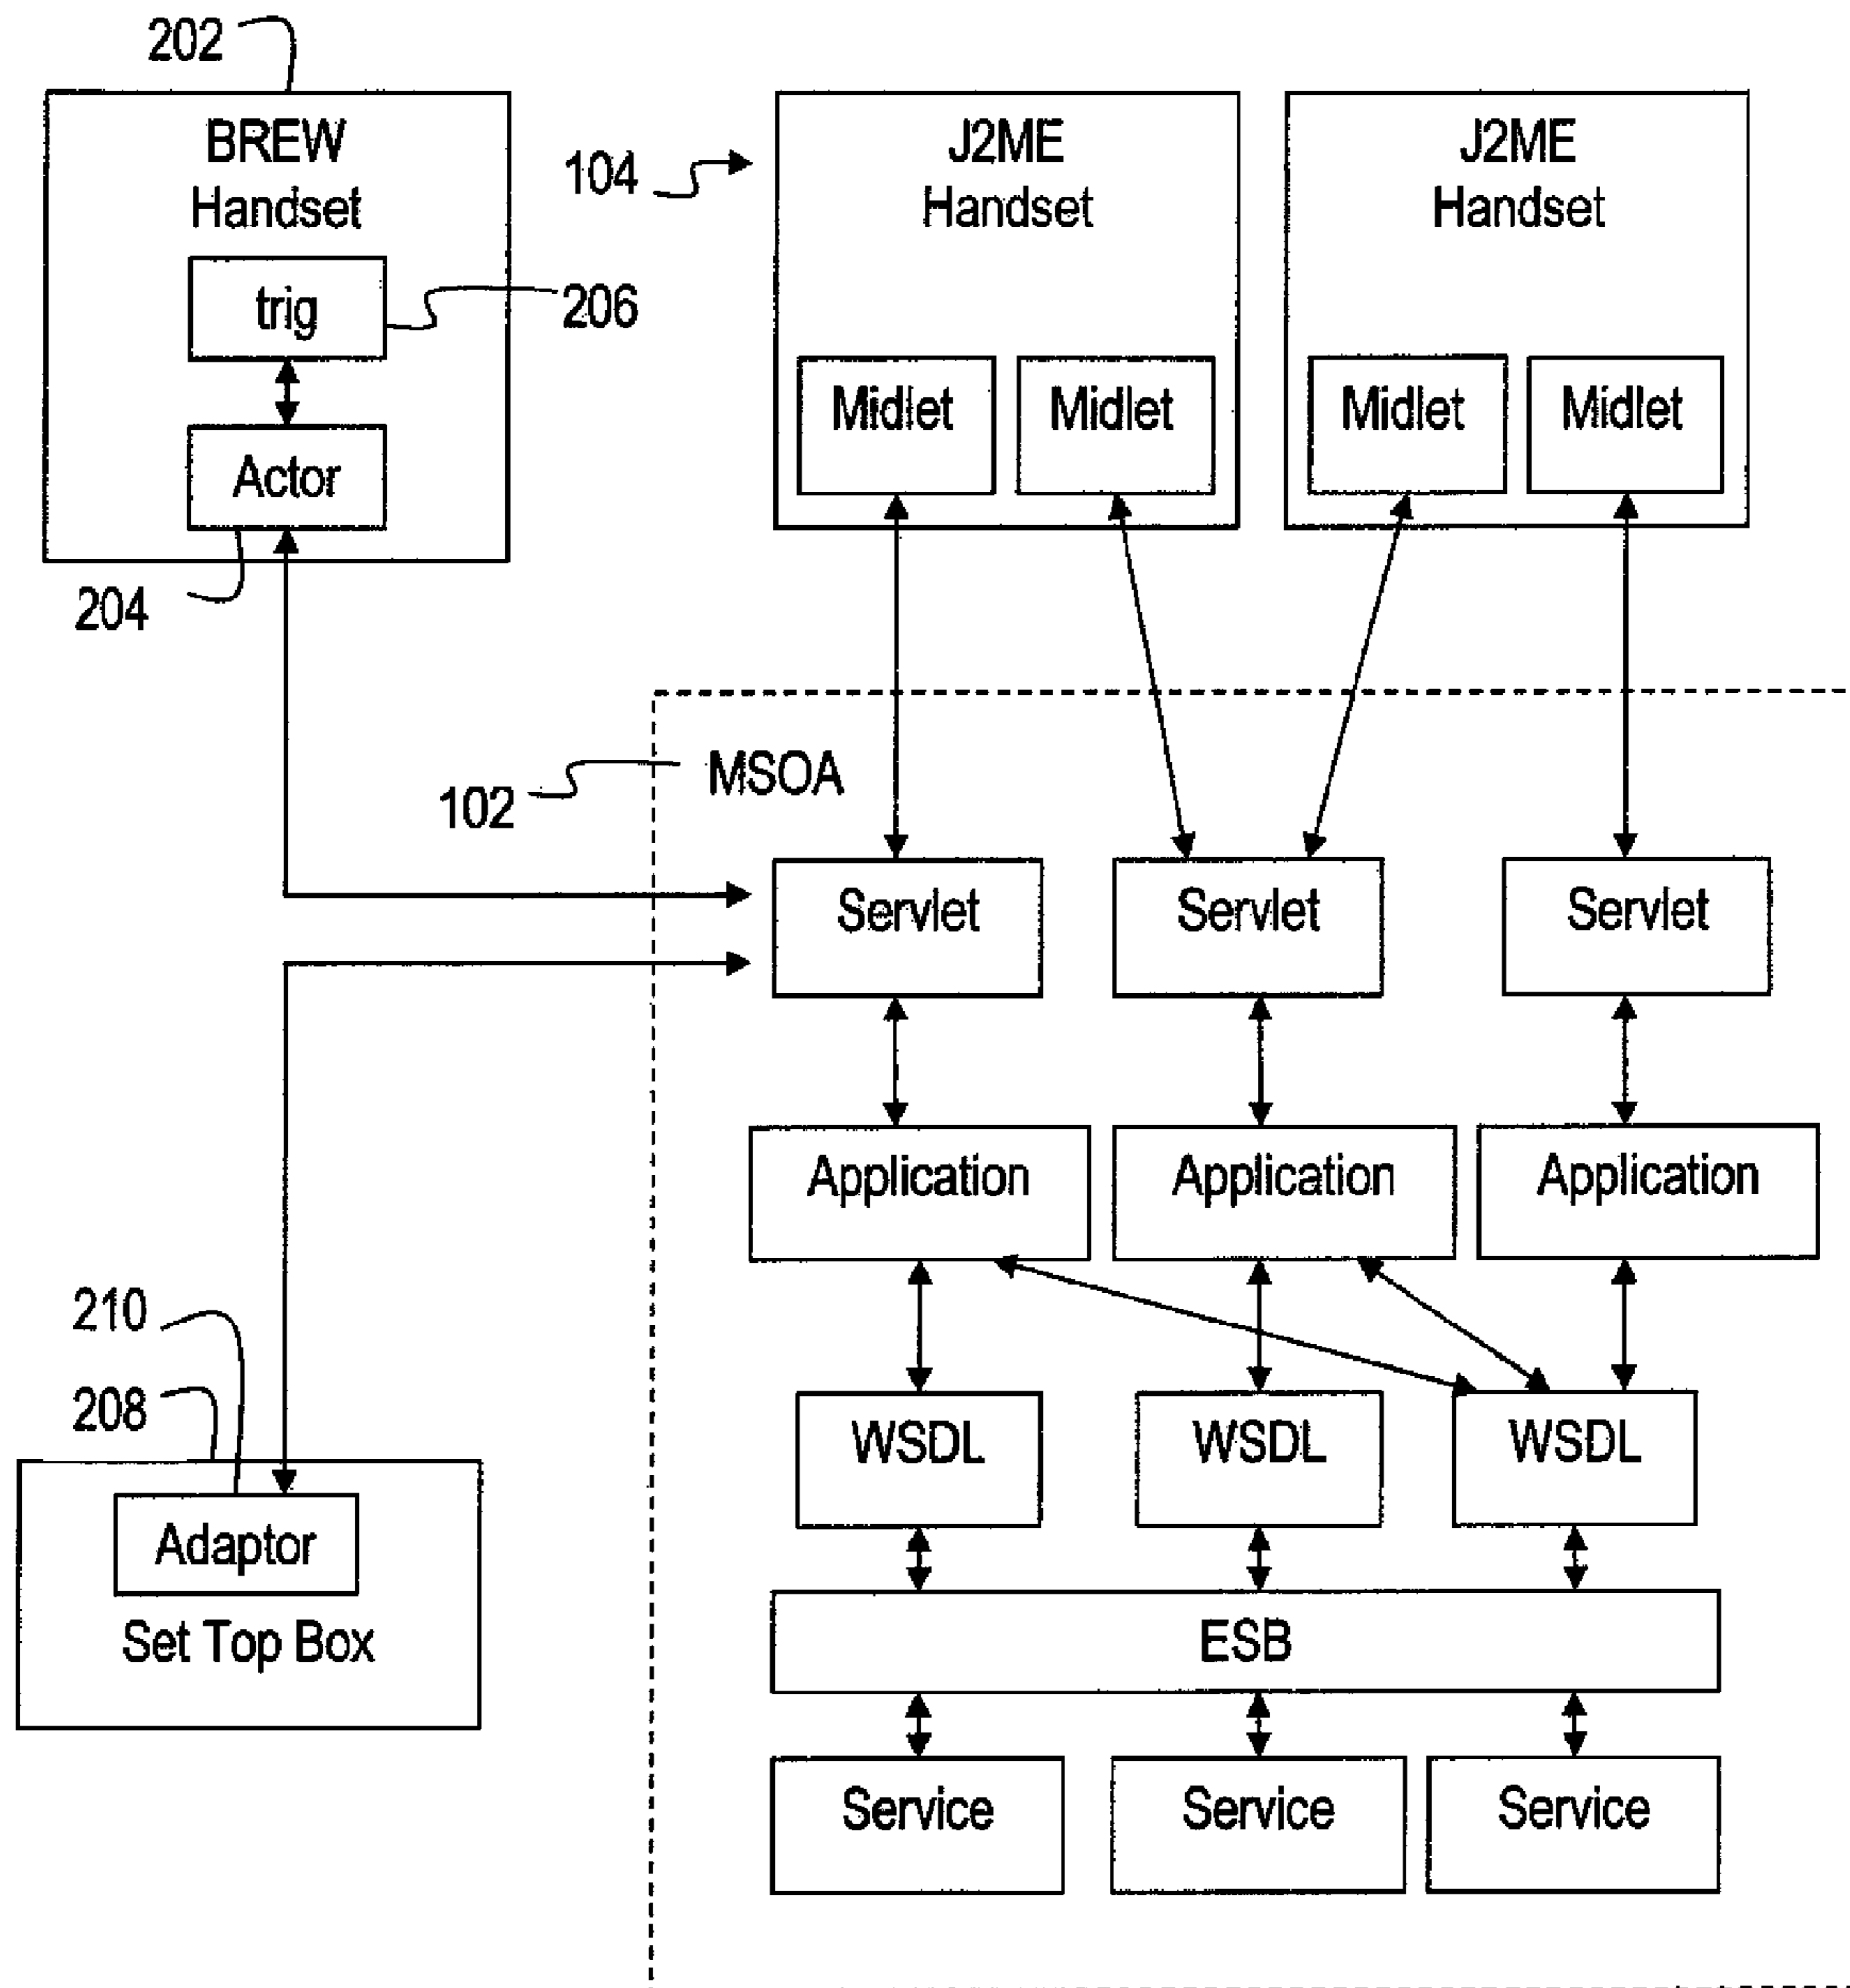 202
BREW
Handset
trig
206
Actor
204
104
J2ME
Handset
Midlet
Midlet
J2ME
Handset
Midlet
Midlet
102
MSOA
Servlet
Servlet
Servlet
Application
Application
Application
210
208
Adaptor
Set Top Box
WSDL
WSDL
WSDL
ESB
Service
Service
Service